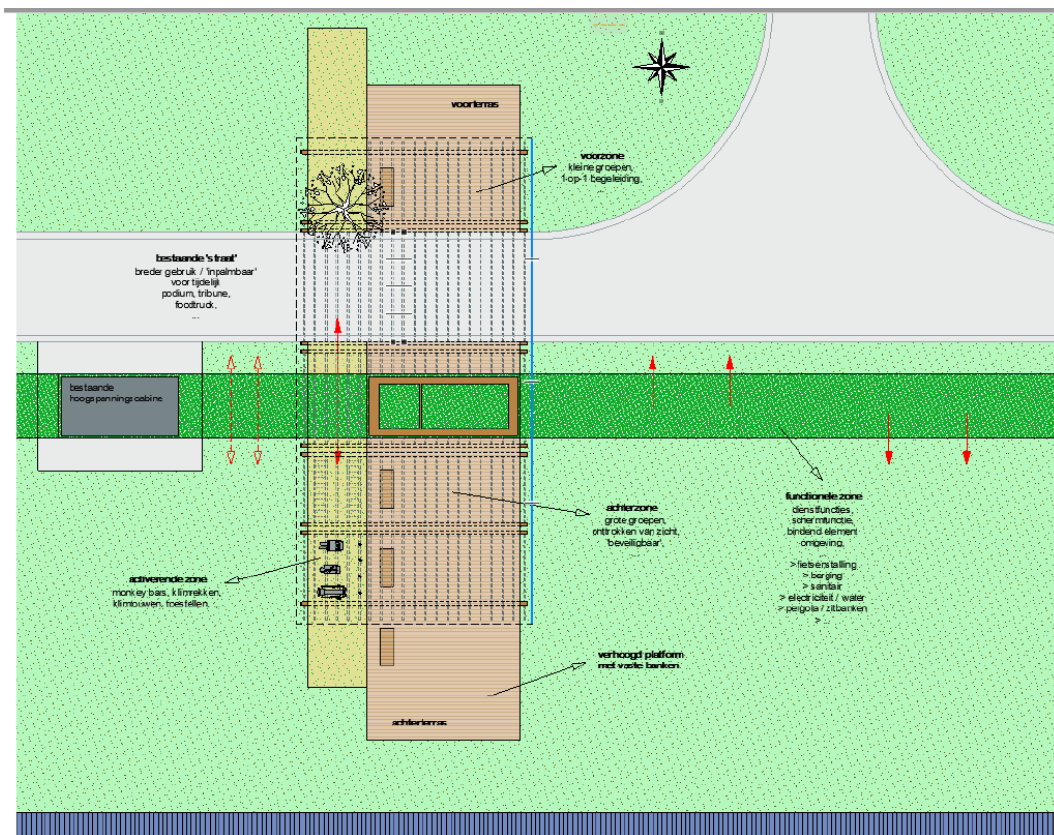 voorterras
voorzone
kleine groepen,
1-op-1 begeleiding,
bestaande 'straat'
breder gebruik / 'inpalmbaar'
voor tijdelijk
podium, tribune,
foodtruck,
...
bestaande
hoogspanningscabine
functionele zone
dienstfuncties,
schermfunctie,
bindend element
omgeving,
> fietsenstalling
> berging
> sanitair
> electriciteit / water
> pergola / zitbanken
> ...
achterzone
grote groepen,
onttrokken van zicht,
'beveiligbaar'.
activerende zone
monkey bars, klimrekken,
klimtouwen, toestellen.
verhoogd platform
met vaste banken.
achterterras